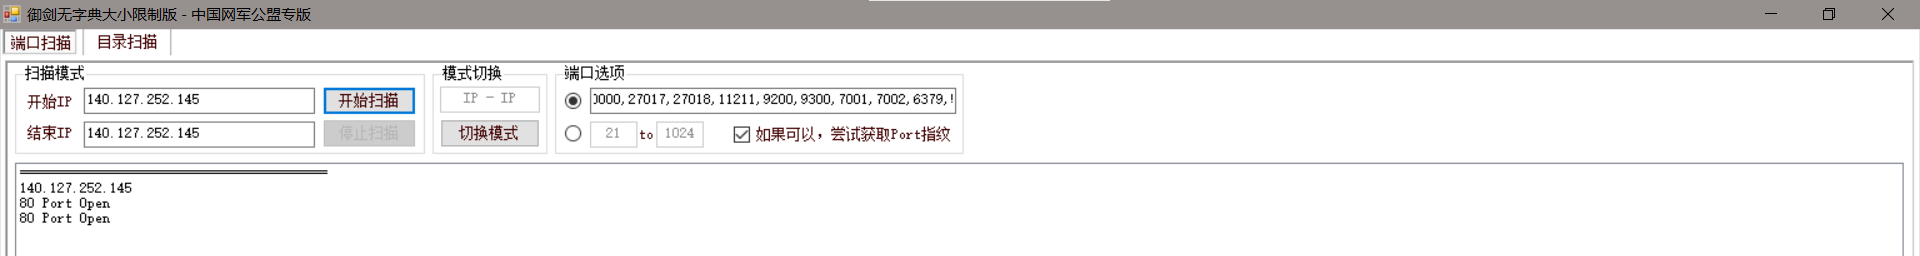 御剑无字典大小限制版 - 中国网军公盟专版
端口扫描 目录扫描
扫描模式 模式切换 端口选项
开始IP 140.127.252.145 开始扫描 IP - IP 0000, 27017, 27018, 11211, 9200, 9300, 7001, 7002, 6379,
结束IP 140.127.252.145 停止扫描 切换模式 21 to 1024 如果可以，尝试获取Port指纹
140.127.252.145
80 Port Open
80 Port Open